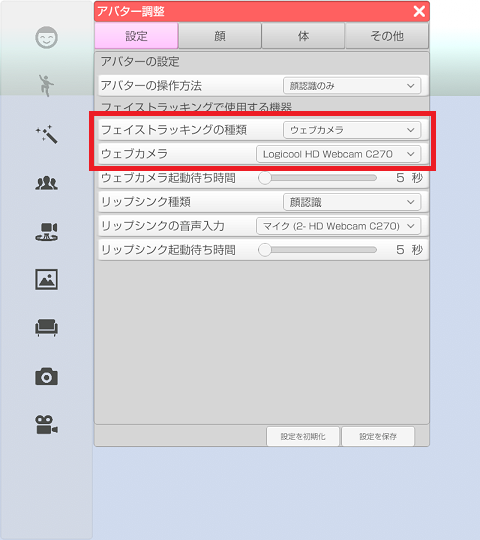 アバター調整
設定 顔 体 その他
アバターの設定
アバターの操作方法 顔認識のみ
フェイストラッキングで使用する機器
フェイストラッキングの種類 ウェブカメラ
ウェブカメラ Logicool HD Webcam C270
ウェブカメラ起動待ち時間 5 秒
リップシンク種類 顔認識
リップシンクの音声入力 マイク (2- HD Webcam C270)
リップシンク起動待ち時間 5 秒
設定を初期化 設定を保存